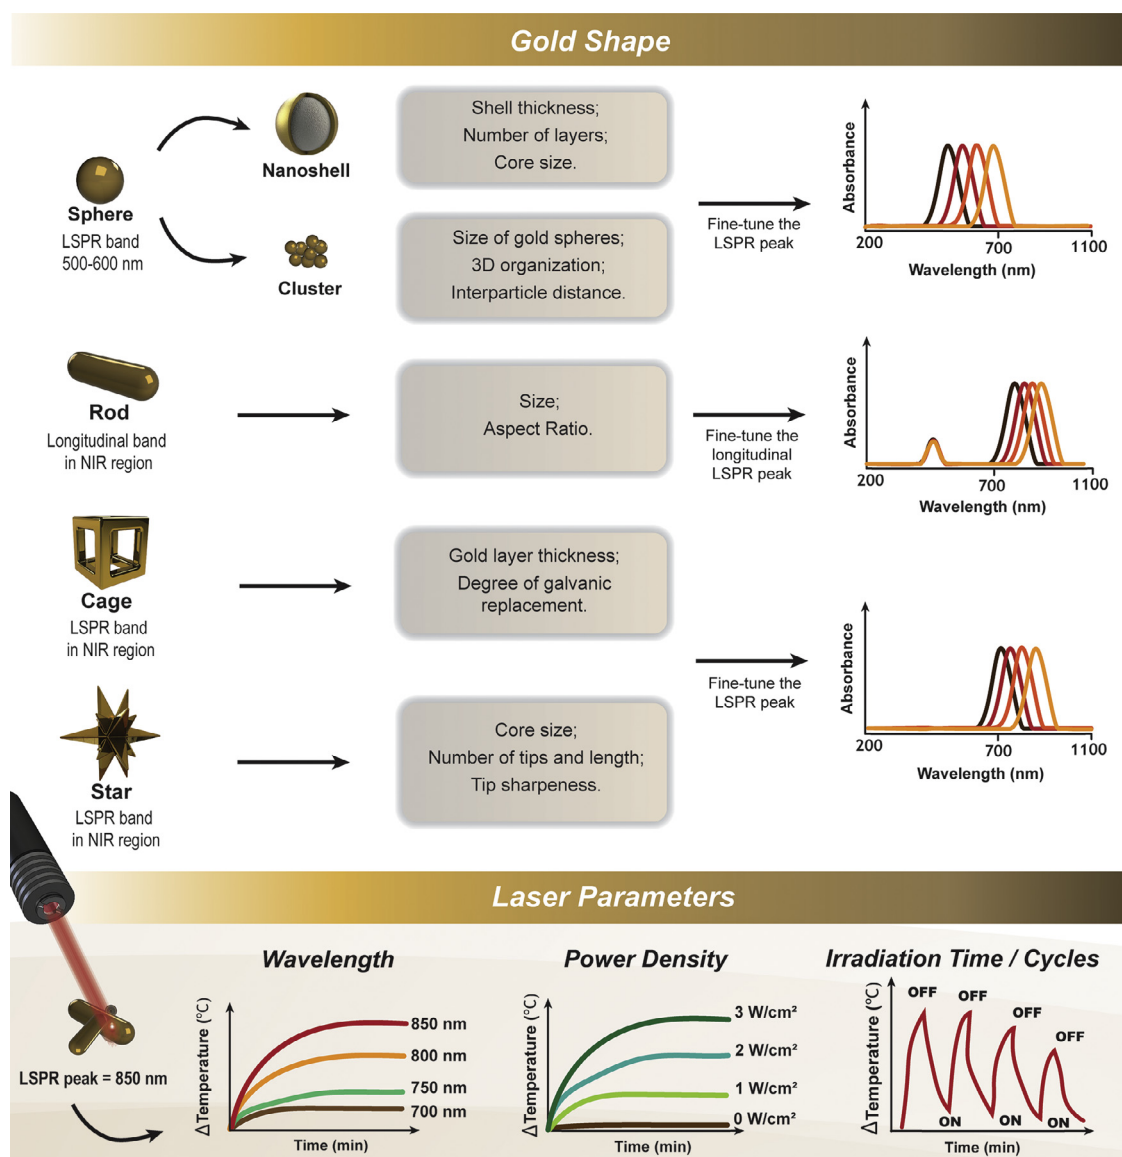 Gold Shape
Nanoshell
Sphere
LSPR band
500-600 nm
Cluster
Shell thickness;
Number of layers;
Core size.
Size of gold spheres;
3D organization;
Interparticle distance.
Fine-tune the
LSPR peak
Absorbance
200
700
1100
Wavelength (nm)
Rod
Longitudinal band
in NIR region
Size;
Aspect Ratio.
Fine-tune the
longitudinal
LSPR peak
Absorbance
200
700
1100
Wavelength (nm)
Cage
LSPR band
in NIR region
Gold layer thickness;
Degree of galvanic
replacement.
Star
LSPR band
in NIR region
Core size;
Number of tips and length;
Tip sharpeness.
Fine-tune the
LSPR peak
Absorbance
200
700
1100
Wavelength (nm)
Laser Parameters
LSPR peak = 850 nm
Wavelength
ΔTemperature (°C)
850 nm
800 nm
750 nm
700 nm
Time (min)
Power Density
ΔTemperature (°C)
3 W/cm²
2 W/cm²
1 W/cm²
0 W/cm²
Time (min)
Irradiation Time / Cycles
ΔTemperature (°C)
OFF
OFF
OFF
OFF
ON
ON
ON
Time (min)